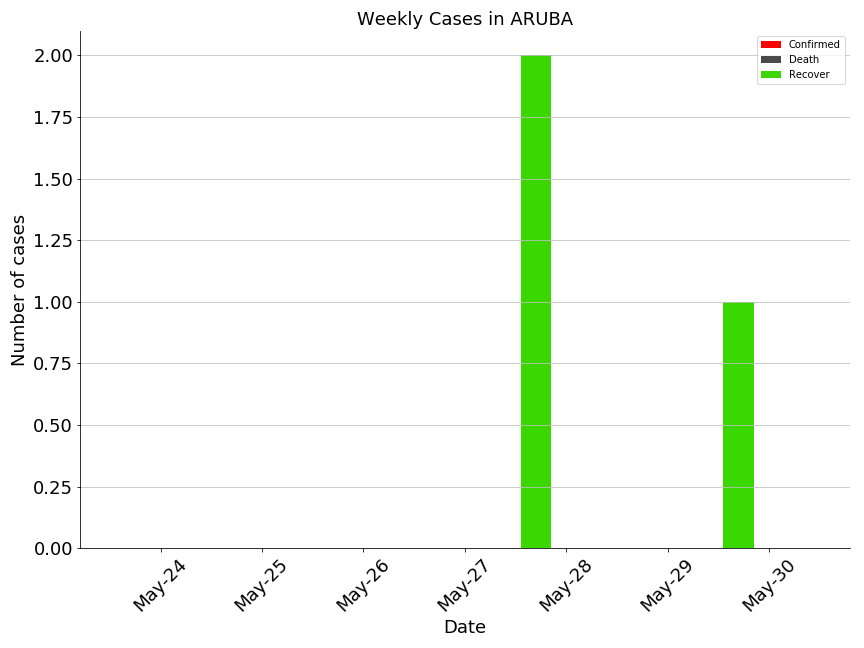 Weekly Cases in ARUBA
Confirmed
Death
Recover
2.00
1.75
1.50
1.25
1.00
0.75
0.50
0.25
0.00
Number of cases
May-24
May-25
May-26
May-27
May-28
May-29
May-30
Date